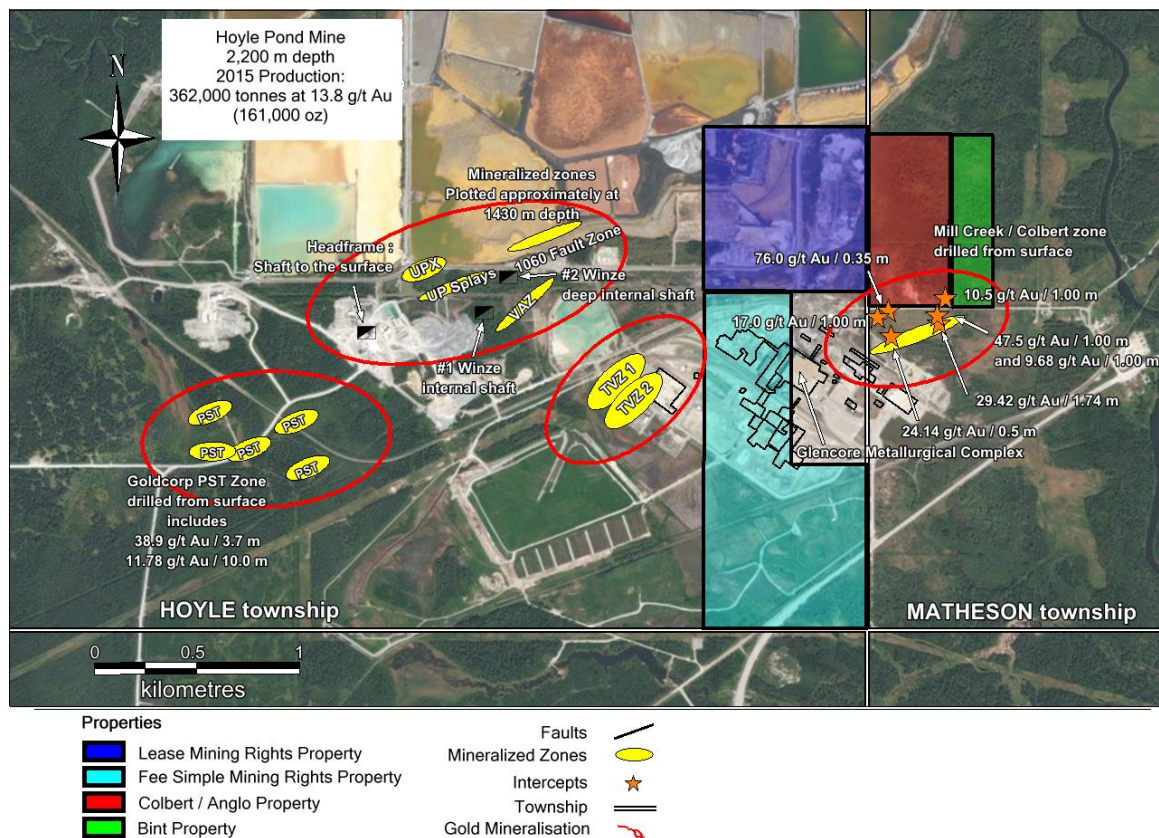 Hoyle Pond Mine
2,200 m depth
2015 Production:
362,000 tonnes at 13.8 g/t Au
(161,000 oz)
N
Mineralized zones
Plotted approximately at
1430 m depth
Headframe :
Shaft to the surface
UPX
UP Splays
1060 Fault Zone
VAZ
#2 Winze
deep internal shaft
#1 Winze
internal shaft
TVZ 1
TVZ 2
PST
PST
PST
PST
PST
Goldcorp PST Zone
drilled from surface
includes
38.9 g/t Au / 3.7 m
11.78 g/t Au / 10.0 m
Mill Creek / Colbert zone
drilled from surface
76.0 g/t Au / 0.35 m
10.5 g/t Au / 1.00 m
17.0 g/t Au / 1.00 m
47.5 g/t Au / 1.00 m
and 9.68 g/t Au / 1.00 m
29.42 g/t Au / 1.74 m
24.14 g/t Au / 0.5 m
Glencore Metallurgical Complex
HOYLE township
MATHESON township
0 0.5 1
kilometres
Properties
Lease Mining Rights Property
Fee Simple Mining Rights Property
Colbert / Anglo Property
Bint Property
Faults
Mineralized Zones
Intercepts
Township
Gold Mineralisation